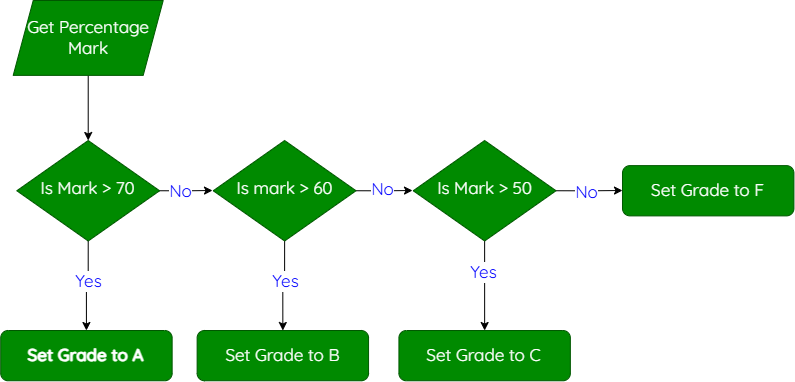 Get Percentage
Mark
Is Mark > 70
No
Is mark > 60
No
Is Mark > 50
No
Set Grade to F
Yes
Yes
Yes
Set Grade to A
Set Grade to B
Set Grade to C